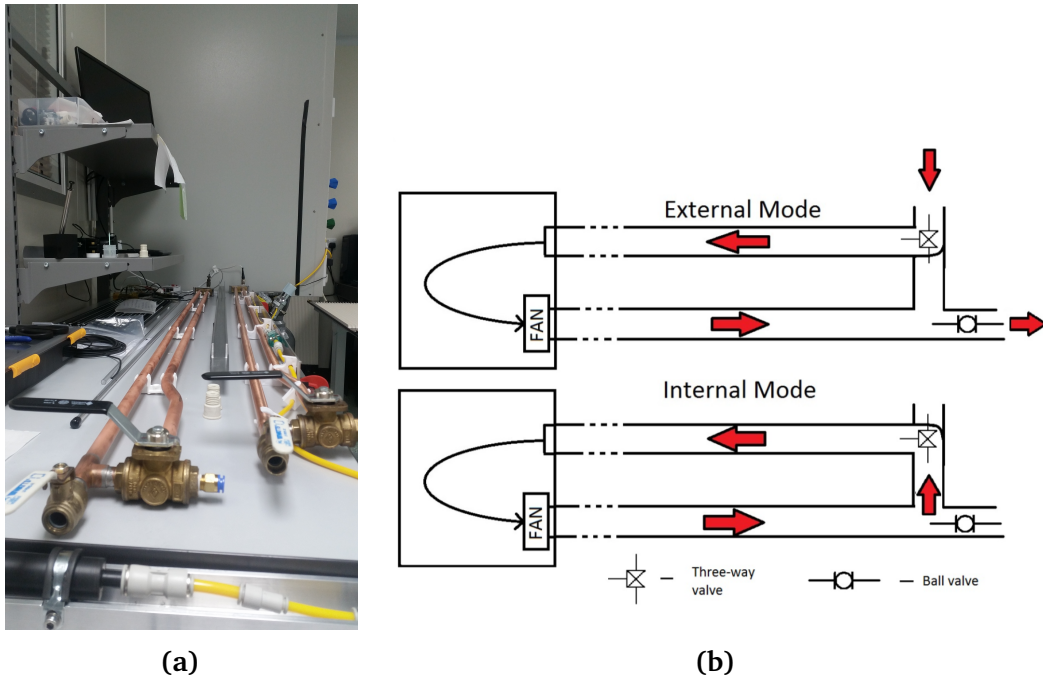 External Mode
FAN
Internal Mode
FAN
Three-way
valve
Ball valve
(a)
(b)